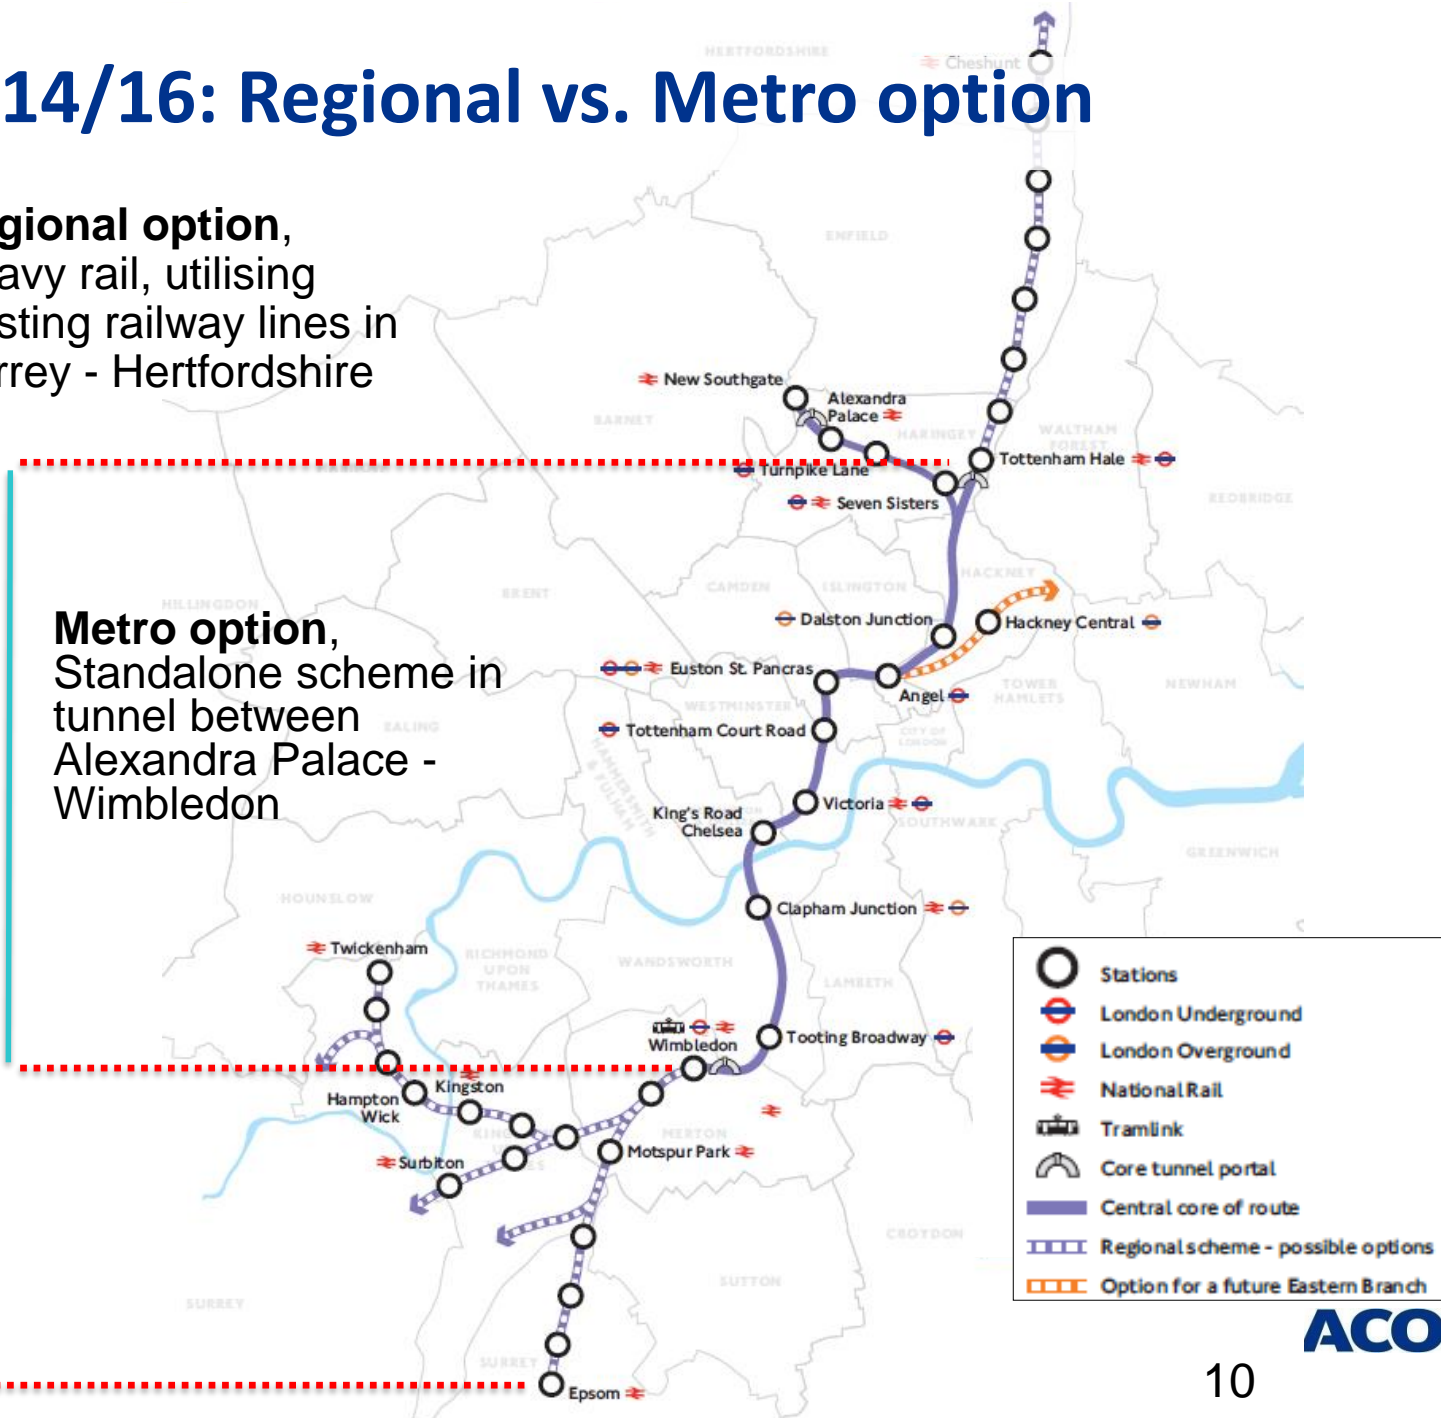 HERTFORDSHIRE
Cheshunt
14/16: Regional vs. Metro option
gional option,
avy rail, utilising
sting railway lines in
rrey - Hertfordshire
ENFIELD
New Southgate
Alexandra
Palace
BARNET
HARINGEY
WALTHAM
FOREST
Tottenham Hale
Turnpike Lane
Seven Sisters
REDBRIDGE
HACKNEY
CAMDEN
ISLINGTON
BRENT
HILLINGDON
Dalston Junction
Hackney Central
Metro option,
Standalone scheme in
tunnel between
Alexandra Palace -
Wimbledon
Euston St. Pancras
Angel
TOWER
HAMLETS
NEWHAM
WESTMINSTER
EALING
Tottenham Court Road
CITY OF
LONDON
HAMMERSMITH
& FULHAM
Victoria
King's Road
Chelsea
SOUTHWARK
GREENWICH
HOUNSLOW
Clapham Junction
Twickenham
RICHMOND
UPON
THAMES
WANDSWORTH
LAMBETH
Stations
London Underground
London Overground
National Rail
Tramlink
Core tunnel portal
Central core of route
Regional scheme - possible options
Option for a future Eastern Branch
Wimbledon
Tooting Broadway
Kingston
Hampton
Wick
MERTON
Motspur Park
Surbiton
CROYDON
SUTTON
SURREY
SURREY
Epsom
ACO
10